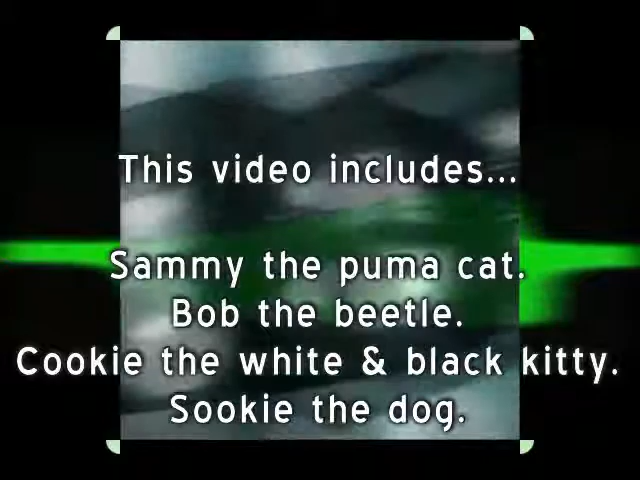 This video includes...
Sammy the puma cat.
Bob the beetle.
Cookie the white & black kitty.
Sookie the dog.